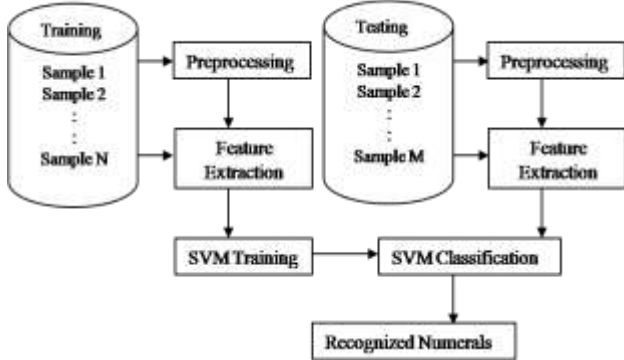 Training
Sample 1
Sample 2
:
:
Sample N
Preprocessing
Feature
Extraction
SVM Training
Testing
Sample 1
Sample 2
:
:
Sample M
Preprocessing
Feature
Extraction
SVM Classification
Recognized Numerals